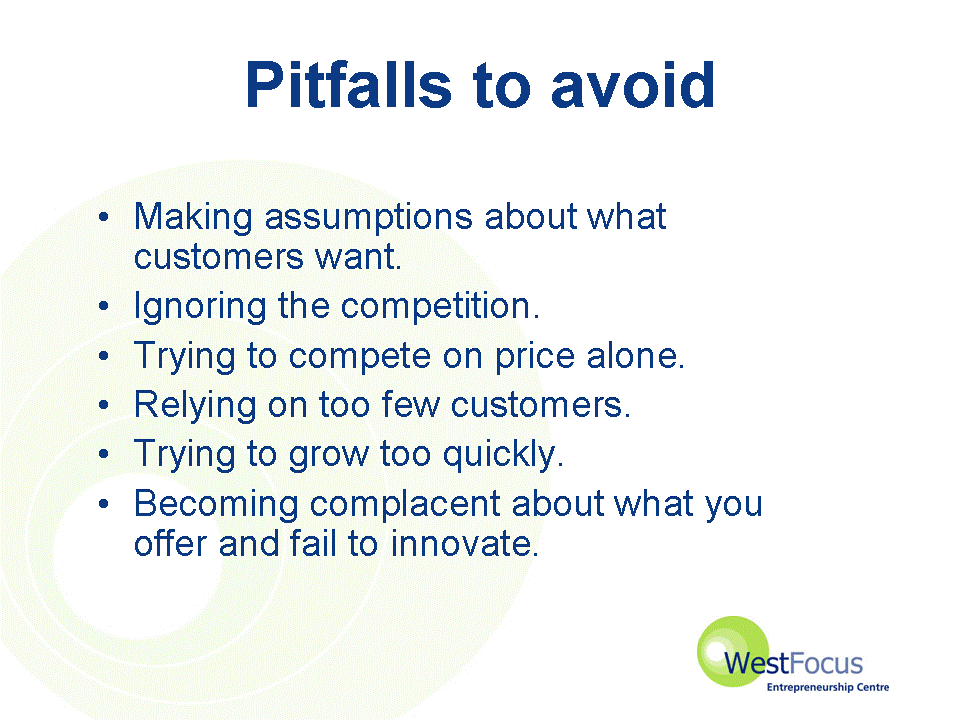 Pitfalls to avoid
• Making assumptions about what
customers want.
• Ignoring the competition.
• Trying to compete on price alone.
• Relying on too few customers.
• Trying to grow too quickly.
• Becoming complacent about what you
offer and fail to innovate.
WestFocus
Entrepreneurship Centre